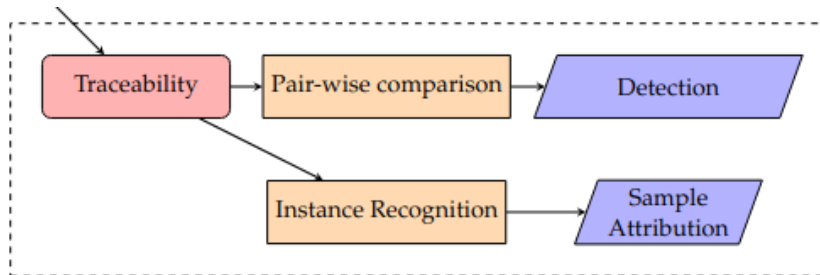 Traceability
Pair-wise comparison
Detection
Instance Recognition
Sample
Attribution